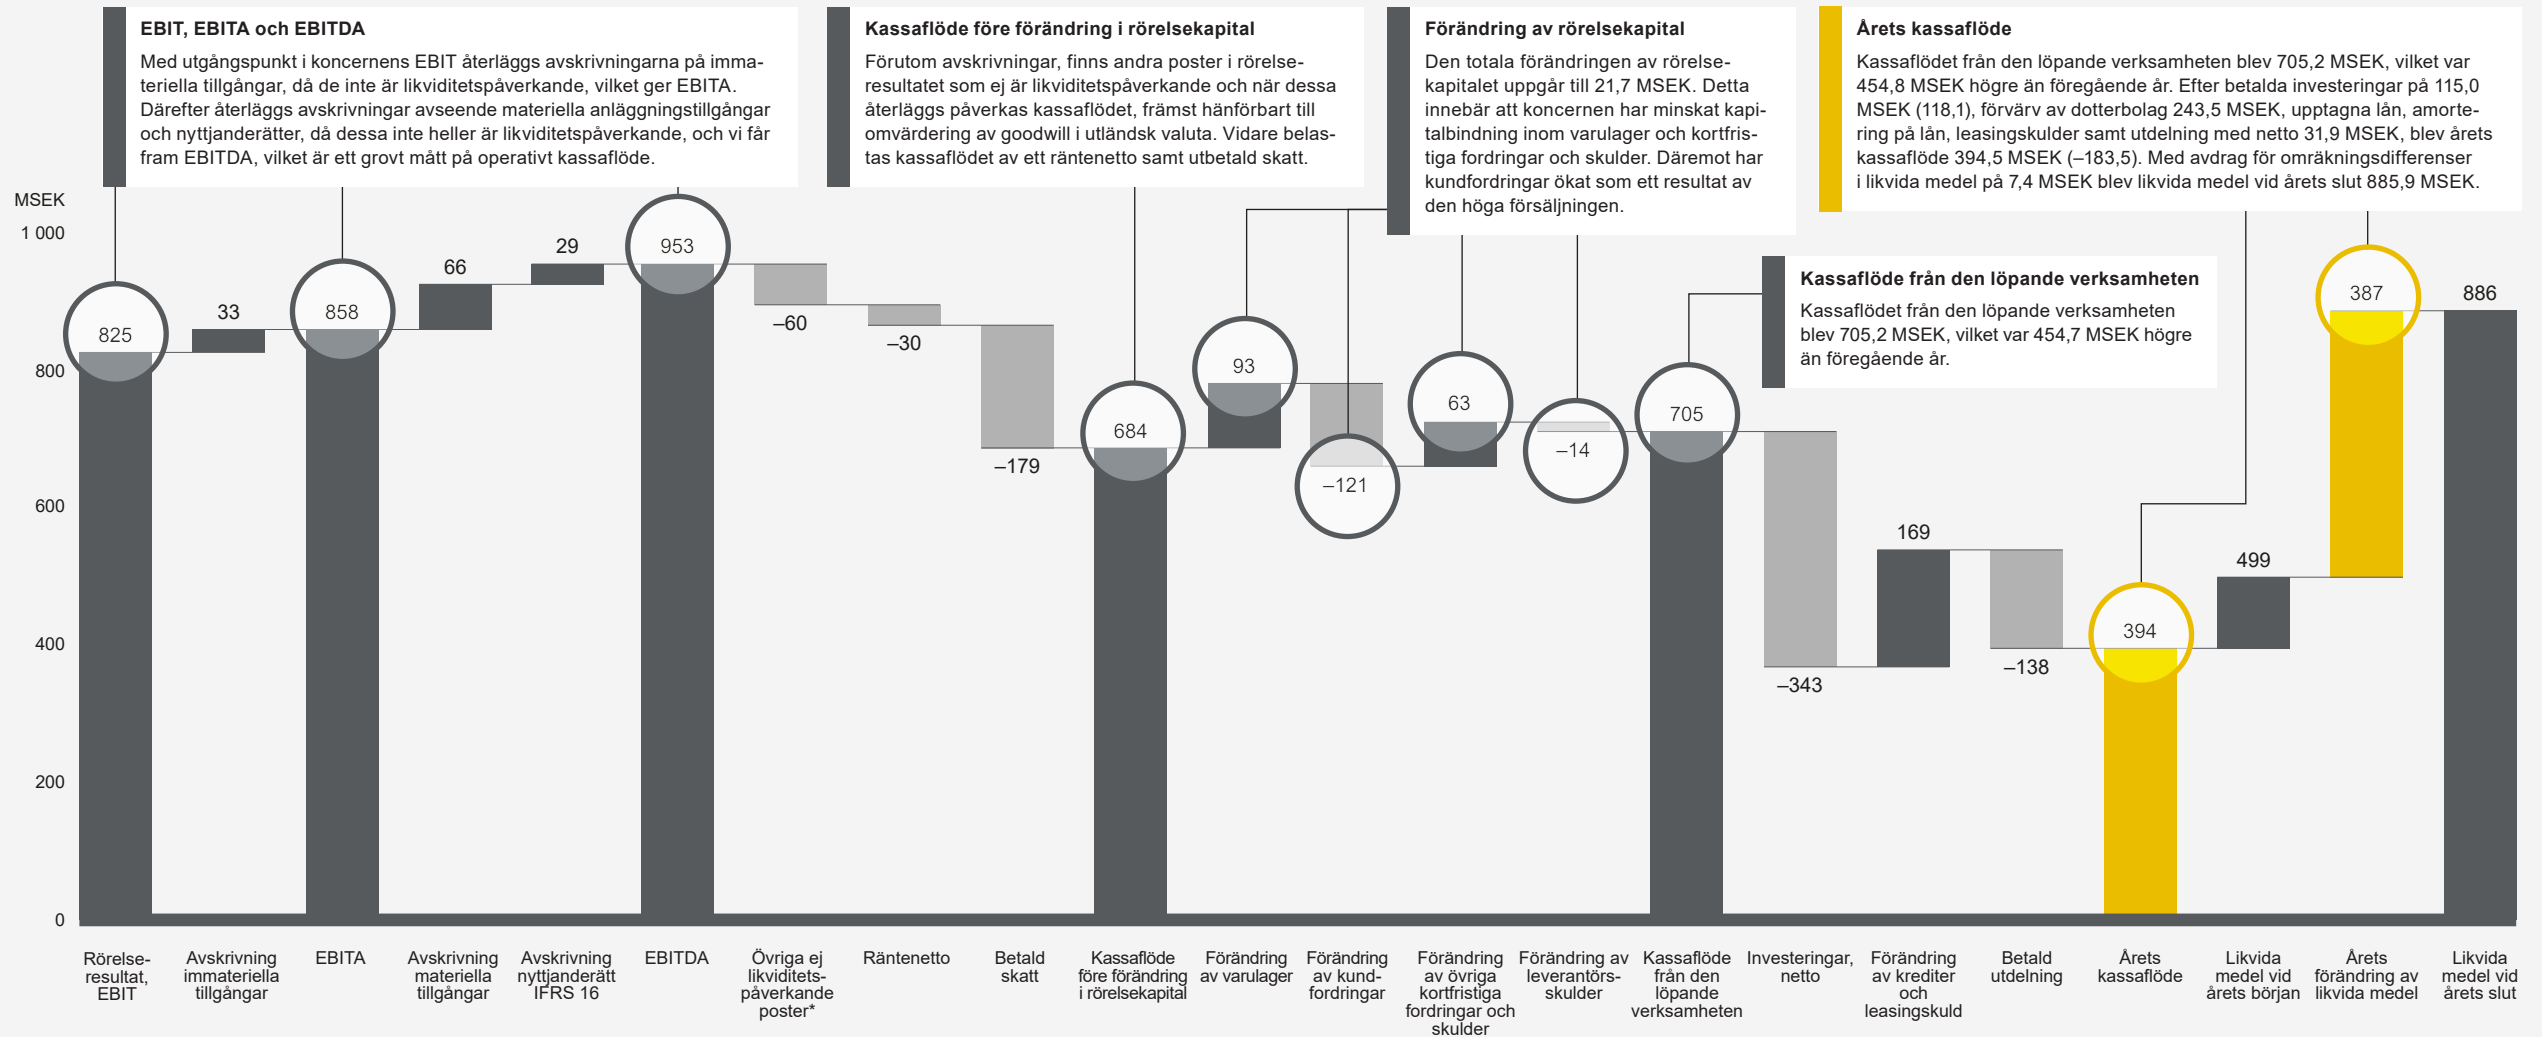 EBIT, EBITA och EBITDA
Med utgångspunkt i koncernens EBIT återläggs avskrivningarna på imma-
teriella tillgångar, då de inte är likviditetspåverkande, vilket ger EBITA.
Därefter återläggs avskrivningar avseende materiella anläggningstillgångar
och nyttjanderätter, då dessa inte heller är likviditetspåverkande, och vi får
fram EBITDA, vilket är ett grovt mått på operativt kassaflöde.
Kassaflöde före förändring i rörelsekapital
Förutom avskrivningar, finns andra poster i rörelse-
resultatet som ej är likviditetspåverkande och när dessa
återläggs påverkas kassaflödet, främst hänförbart till
omvärdering av goodwill i utländsk valuta. Vidare belas-
tas kassaflödet av ett räntenetto samt utbetald skatt.
Förändring av rörelsekapital
Den totala förändringen av rörelse-
kapitalet uppgår till 21,7 MSEK. Detta
innebär att koncernen har minskat kapi-
talbindning inom varulager och kortfris-
tiga fordringar och skulder. Däremot har
kundfordringar ökat som ett resultat av
den höga försäljningen.
Årets kassaflöde
Kassaflödet från den löpande verksamheten blev 705,2 MSEK, vilket var
454,8 MSEK högre än föregående år. Efter betalda investeringar på 115,0
MSEK (118,1), förvärv av dotterbolag 243,5 MSEK, upptagna lån, amorte-
ring på lån, leasingskulder samt utdelning med netto 31,9 MSEK, blev årets
kassaflöde 394,5 MSEK (–183,5). Med avdrag för omräkningsdifferenser
i likvida medel på 7,4 MSEK blev likvida medel vid årets slut 885,9 MSEK.
Kassaflöde från den löpande verksamheten
Kassaflödet från den löpande verksamheten
blev 705,2 MSEK, vilket var 454,7 MSEK högre
än föregående år.
MSEK
1 000
800
600
400
200
0
825
33
858
66
29
953
–60
–30
–179
684
93
–121
63
–14
705
–343
169
–138
394
499
387
886
Rörelse-
resultat,
EBIT
Avskrivning
immateriella
tillgångar
EBITA
Avskrivning
materiella
tillgångar
Avskrivning
nyttjanderätt
IFRS 16
EBITDA
Övriga ej
likviditets-
påverkande
poster*
Räntenetto
Betald
skatt
Kassaflöde
före förändring
i rörelsekapital
Förändring
av varulager
Förändring
av kund-
fordringar
Förändring
av övriga
kortfristiga
fordringar och
skulder
Förändring av
leverantörs-
skulder
Kassaflöde
från den
löpande
verksamheten
Investeringar,
netto
Förändring
av krediter
och
leasingskuld
Betald
utdelning
Årets
kassaflöde
Likvida
medel vid
årets början
Årets
förändring av
likvida medel
Likvida
medel vid
årets slut